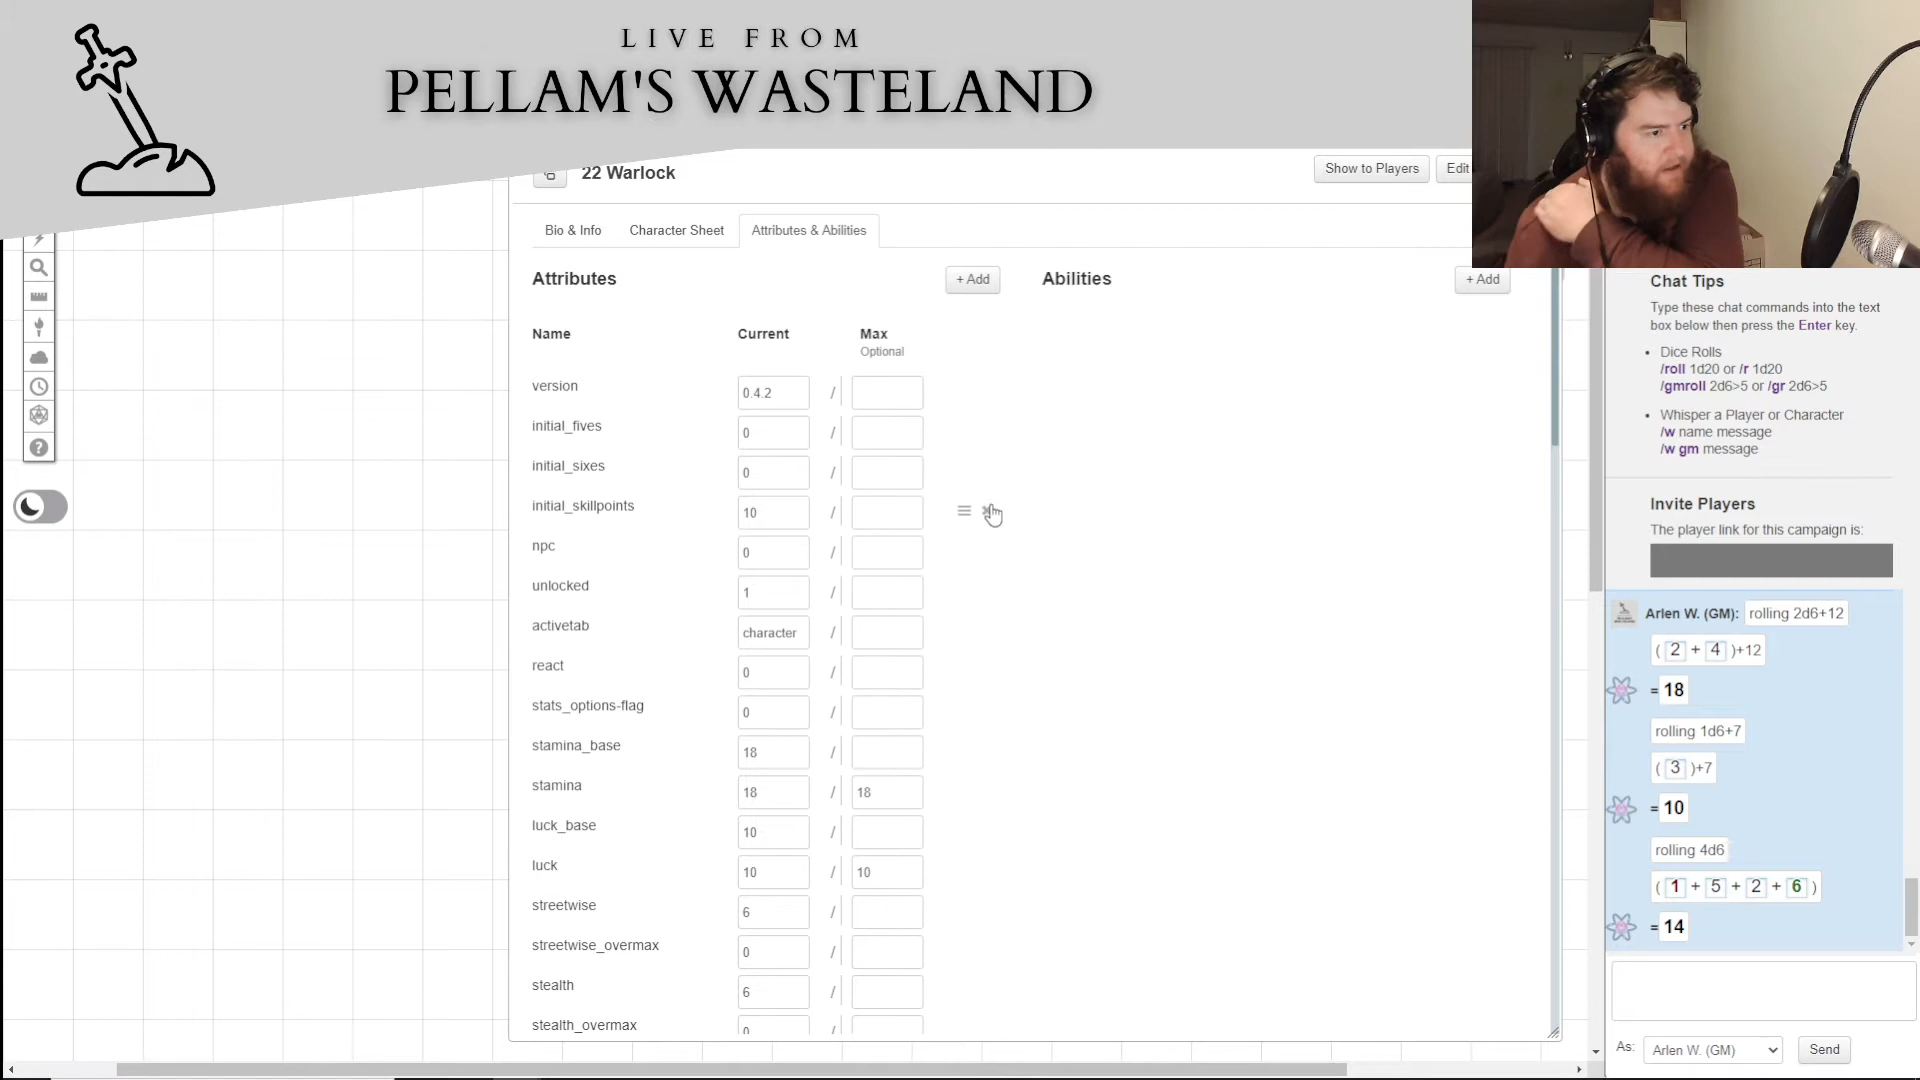 LIVE FROM
PELLAM'S WASTELAND
22 Warlock
Show to Players
Edit
Bio & Info
Character Sheet
Attributes & Abilities
Attributes
+ Add
Abilities
+ Add
Name
Current
Max
Optional
version
0.4.2 /
initial_fives
0 /
initial_sixes
0 /
initial_skillpoints
10 /
npc
0 /
unlocked
1 /
activetab
character /
react
0 /
stats_options-flag
0 /
stamina_base
18 /
stamina
18 / 18
luck_base
10 /
luck
10 / 10
streetwise
6 /
streetwise_overmax
0 /
stealth
6 /
stealth_overmax
0 /
Chat Tips
Type these chat commands into the text
box below then press the Enter key.
• Dice Rolls
/roll 1d20 or /r 1d20
/gmroll 2d6>5 or /gr 2d6>5
• Whisper a Player or Character
/w name message
/w gm message
Invite Players
The player link for this campaign is:
Arlen W. (GM): rolling 2d6+12
( 2 + 4 )+12
= 18
rolling 1d6+7
( 3 )+7
= 10
rolling 4d6
( 1 + 5 + 2 + 6 )
= 14
As: Arlen W. (GM)
Send